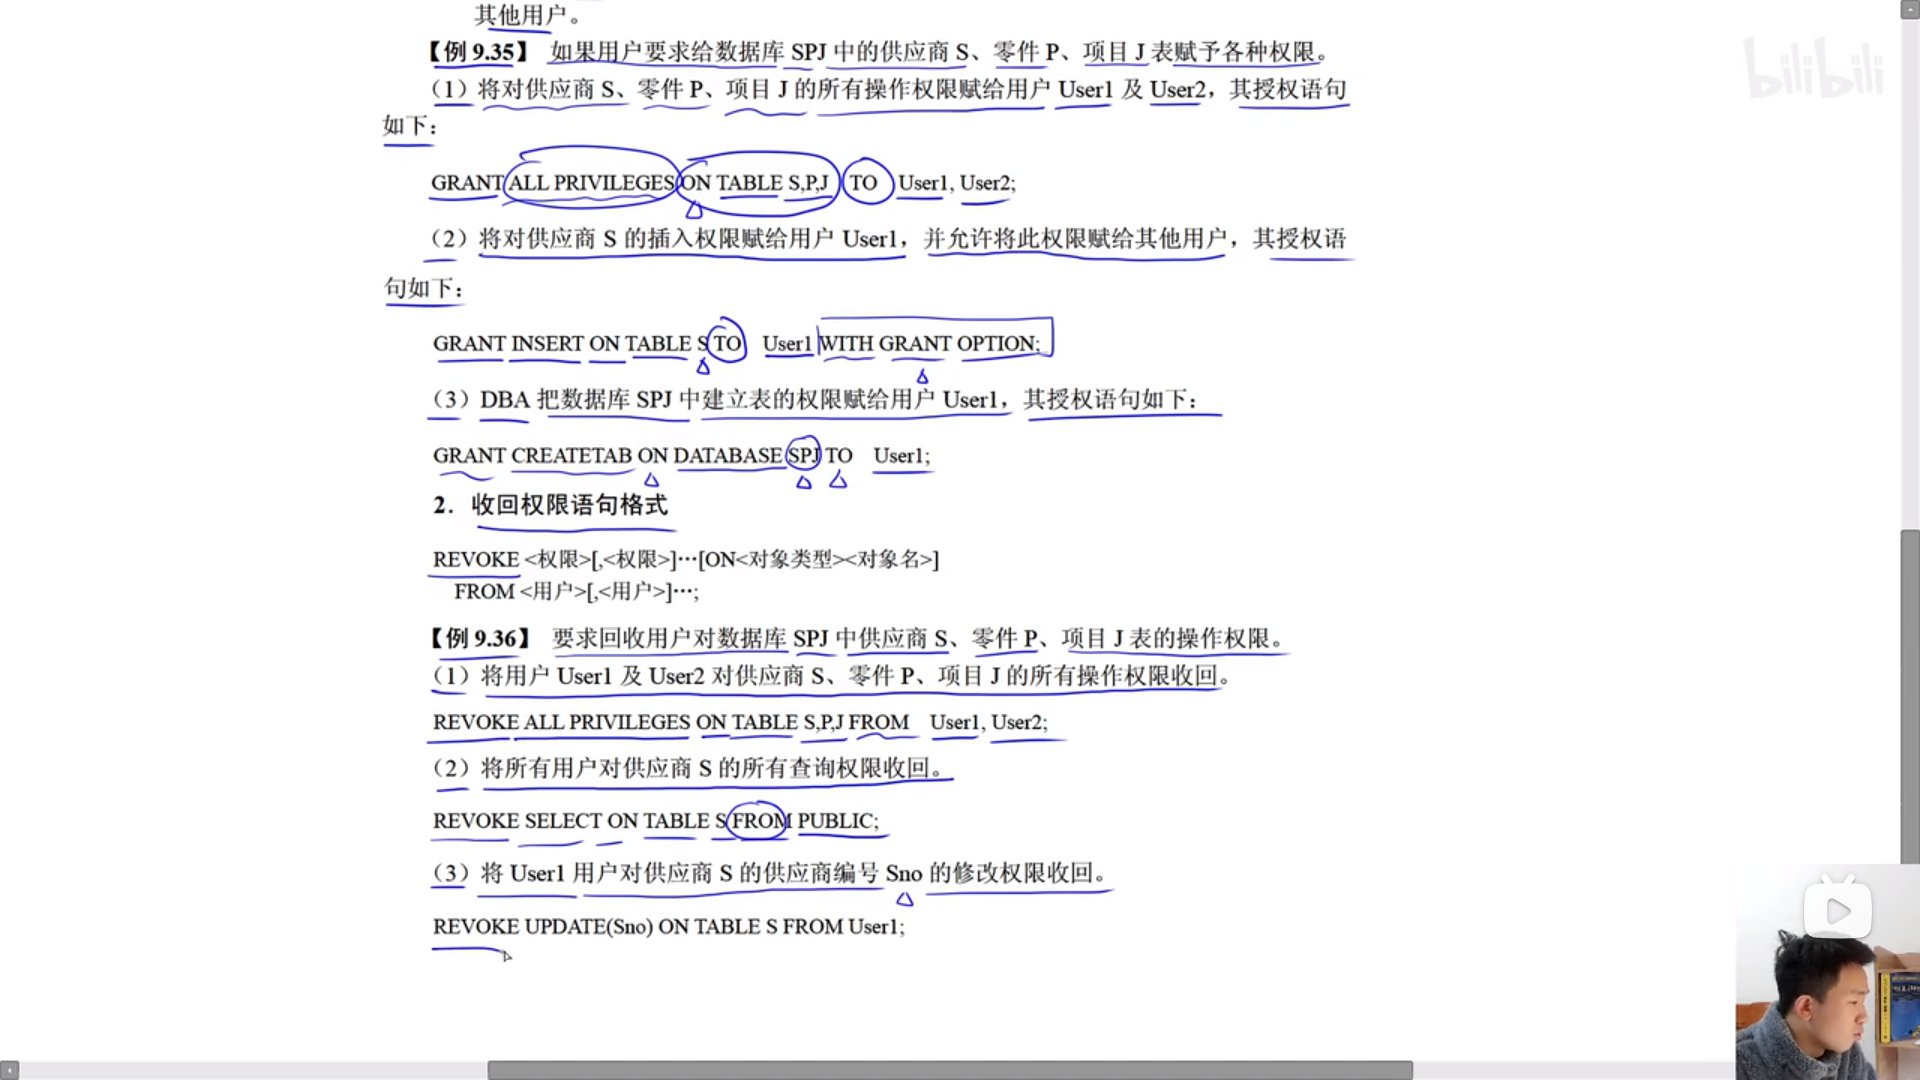 其他用户。
bilibili
【例 9.35】 如果用户要求给数据库 SPJ 中的供应商 S、零件 P、项目 J 表赋予各种权限。
（1）将对供应商 S、零件 P、项目 J 的所有操作权限赋给用户 User1 及 User2，其授权语句
如下：
GRANT ALL PRIVILEGES ON TABLE S,P,J TO User1, User2;
（2）将对供应商 S 的插入权限赋给用户 User1，并允许将此权限赋给其他用户，其授权语
句如下：
GRANT INSERT ON TABLE S TO User1 WITH GRANT OPTION;
（3）DBA 把数据库 SPJ 中建立表的权限赋给用户 User1，其授权语句如下：
GRANT CREATETAB ON DATABASE SPJ TO User1;
2．收回权限语句格式
REVOKE <权限>[,<权限>]…[ON<对象类型><对象名>]
FROM <用户>[,<用户>]…;
【例 9.36】 要求回收用户对数据库 SPJ 中供应商 S、零件 P、项目 J 表的操作权限。
（1）将用户 User1 及 User2 对供应商 S、零件 P、项目 J 的所有操作权限收回。
REVOKE ALL PRIVILEGES ON TABLE S,P,J FROM User1, User2;
（2）将所有用户对供应商 S 的所有查询权限收回。
REVOKE SELECT ON TABLE S FROM PUBLIC;
（3）将 User1 用户对供应商 S 的供应商编号 Sno 的修改权限收回。
REVOKE UPDATE(Sno) ON TABLE S FROM User1;